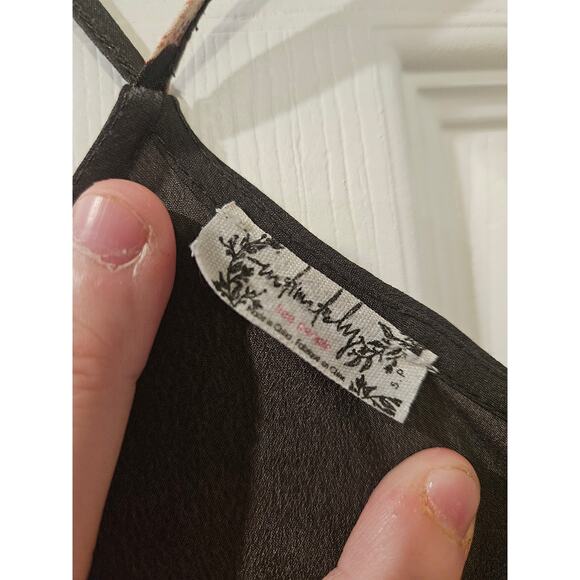 intimately
free people
Made in China. Fabriqué en Chine
S P